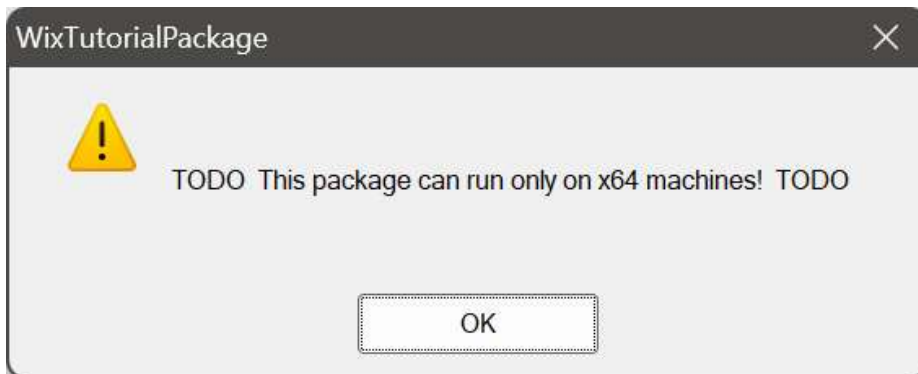 WixTutorialPackage
TODO This package can run only on x64 machines! TODO
OK